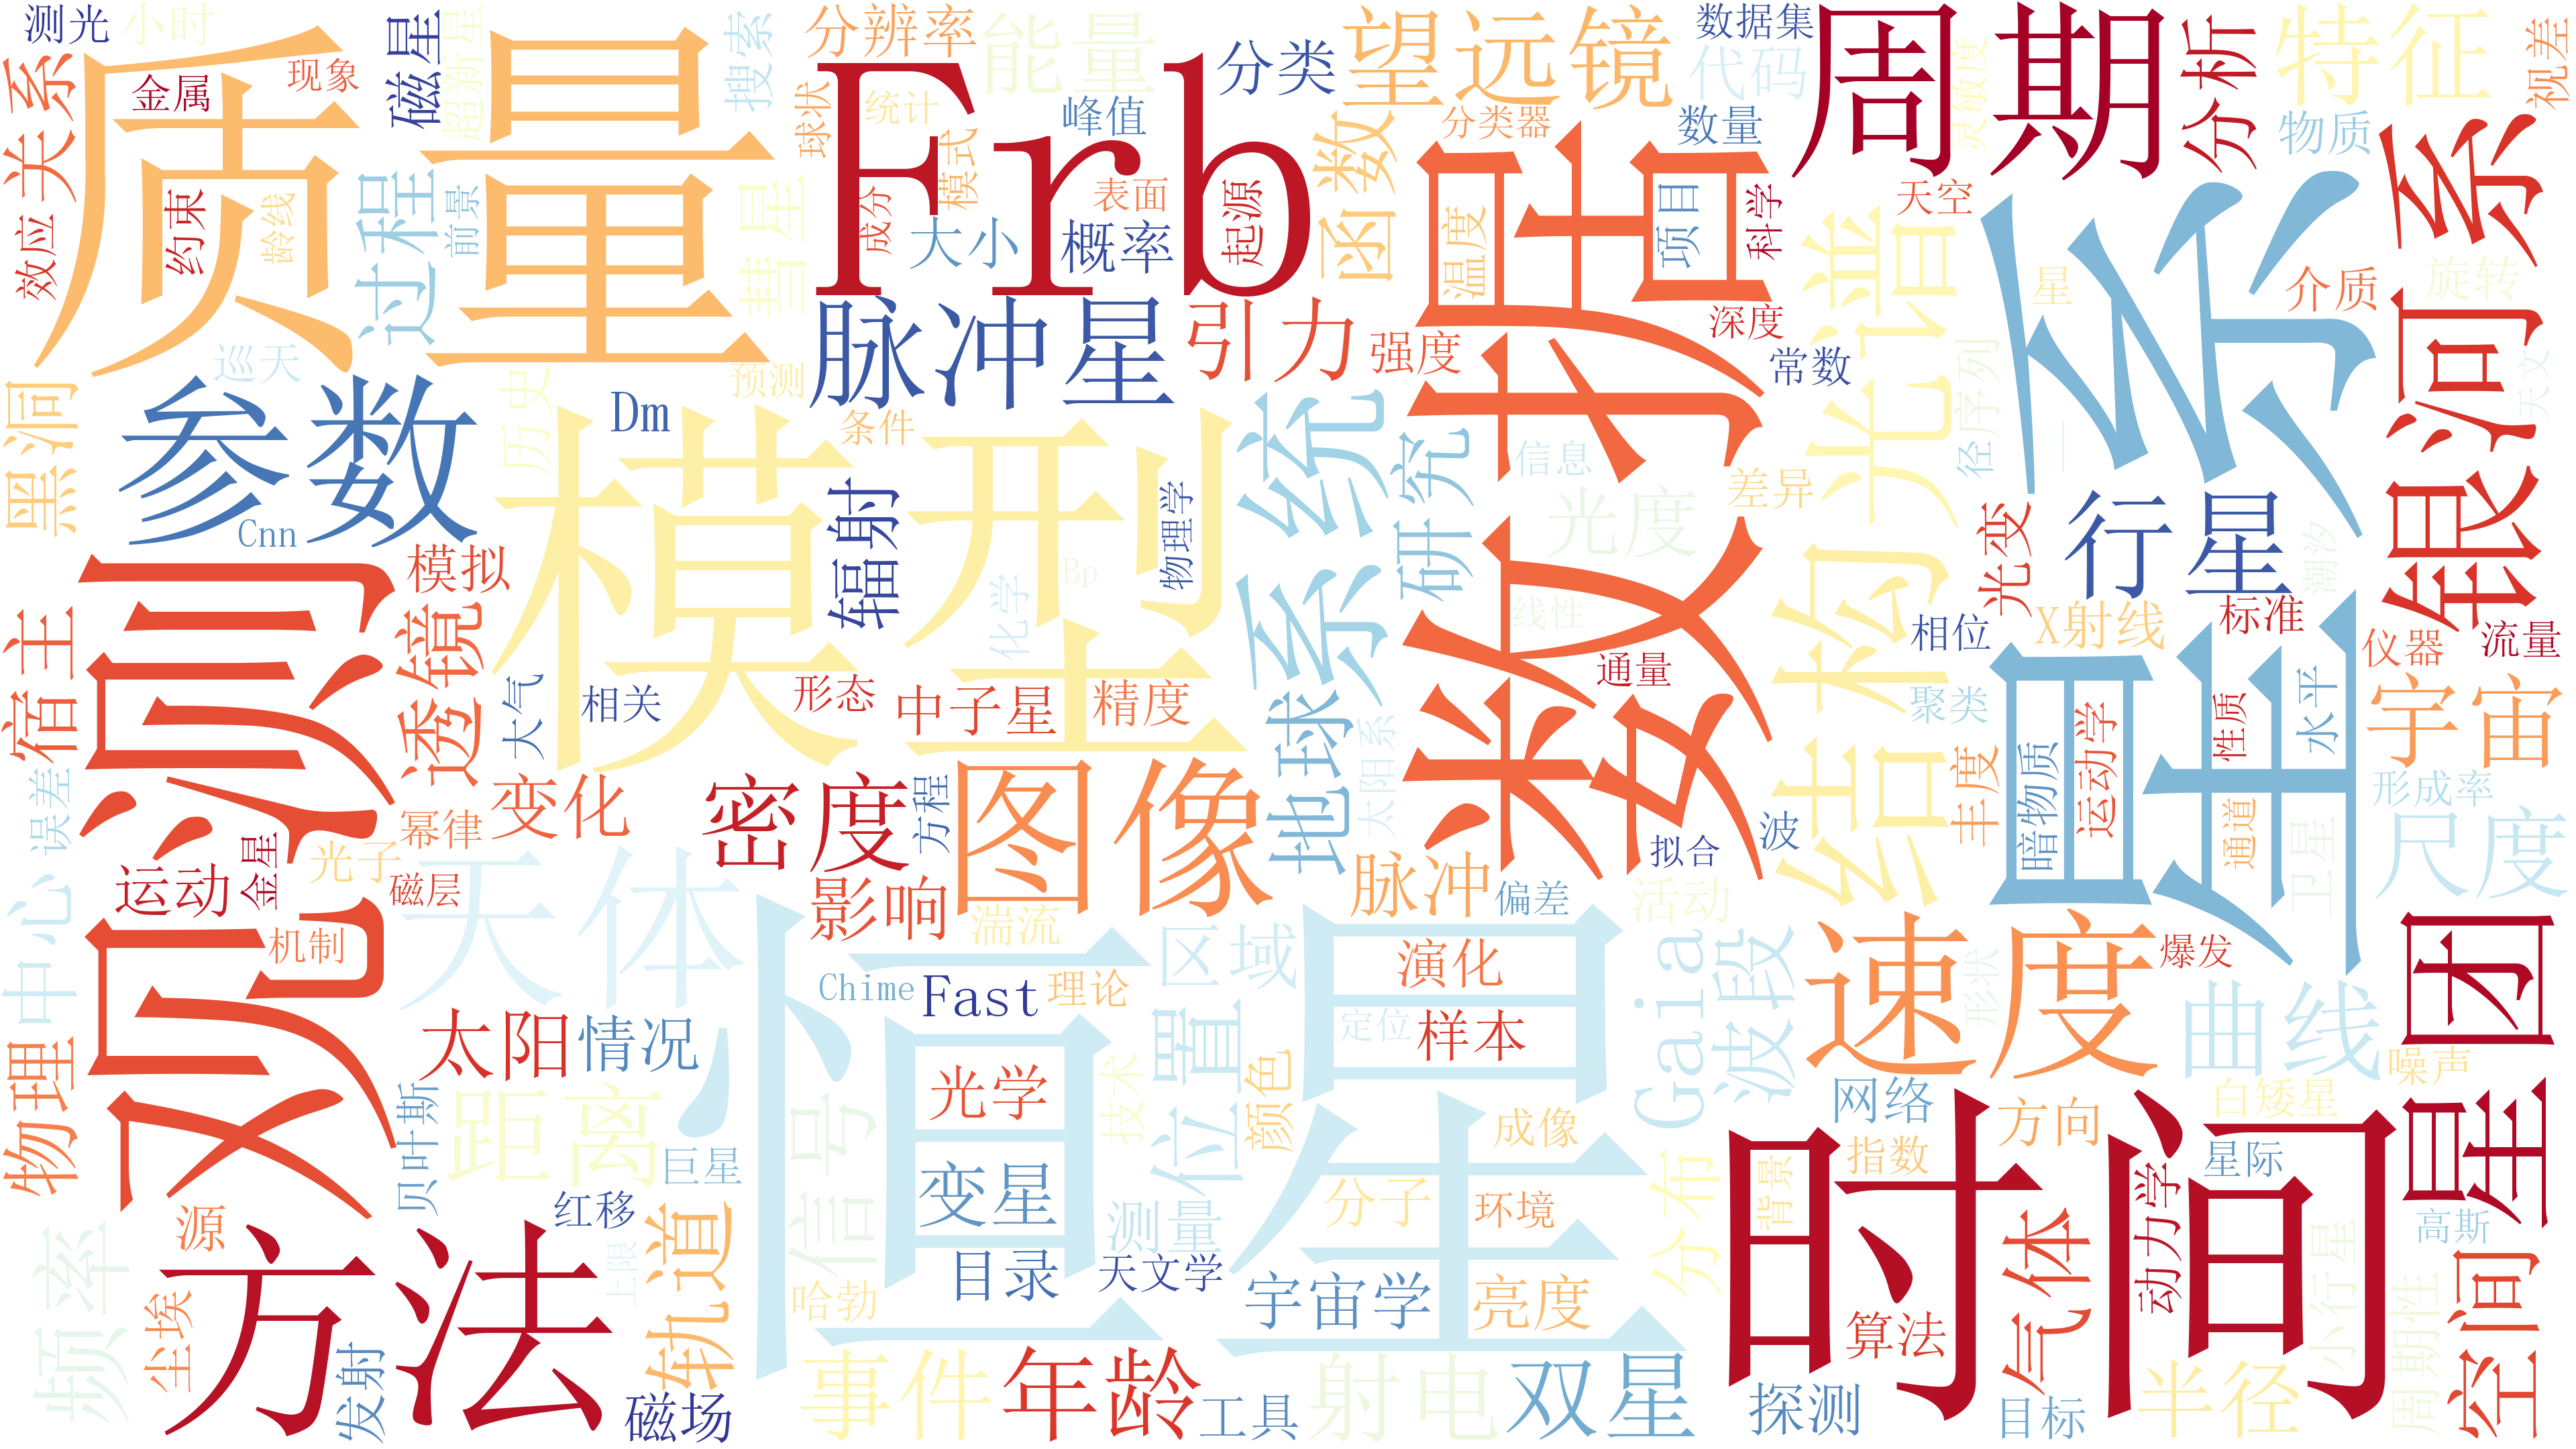 测光
小时
金属
现象
磁星
超新星
搜索
分辨率
能量
分类
望远镜
数据集
代码
周期
分析
特征
视差
关系
质量
球状
统计
模式
峰值
Frb
函数
分类器
数量
灵敏度
物质
银河系
效应
约束
龄线
过程
前景
彗星
成分
大小
表面
概率
起源
数据
温度
项目
科学
天空
星系
星
介质
旋转
巡天
预测
脉冲星
引力
强度
深度
常数
光谱
径序列
天文
黑洞
参数
历史
Dm
条件
模型
系统
研究
信息
差异
结构
光变
行星
潮汐
Cnn
辐射
物理学
Bp
光度
线性
观测
模拟
透镜
宿主
化学
相位
X射线
标准
仪器
流量
大气
相关
形态
中子星
精度
地球
太阳系
通量
聚类
暗物质
运动学
性质
水平
宇宙
误差
幂律
变化
密度
方程
图像
拟合
波
丰度
通道
形成率
尺度
中心
运动
金星
光子
磁层
天体
影响
湍流
脉冲
偏差
活动
卫星
机制
恒星
区域
演化
Gaia
波段
速度
形状
爆发
星团
物理
太阳
情况
Chime
Fast
理论
位置
定位
样本
曲线
噪声
贝叶斯
距离
巨星
信号
光学
技术
颜色
成像
网络
方向
白矮星
频率
源
红移
变星
测量
分子
环境
分布
背景
指数
时间
星际
高斯
方法
上限
轨道
哈勃
目录
天文学
宇宙学
亮度
算法
气体
动力学
小行星
周期性
空间
尘埃
发射
磁场
事件
年龄
工具
射电
双星
探测
目标
半径